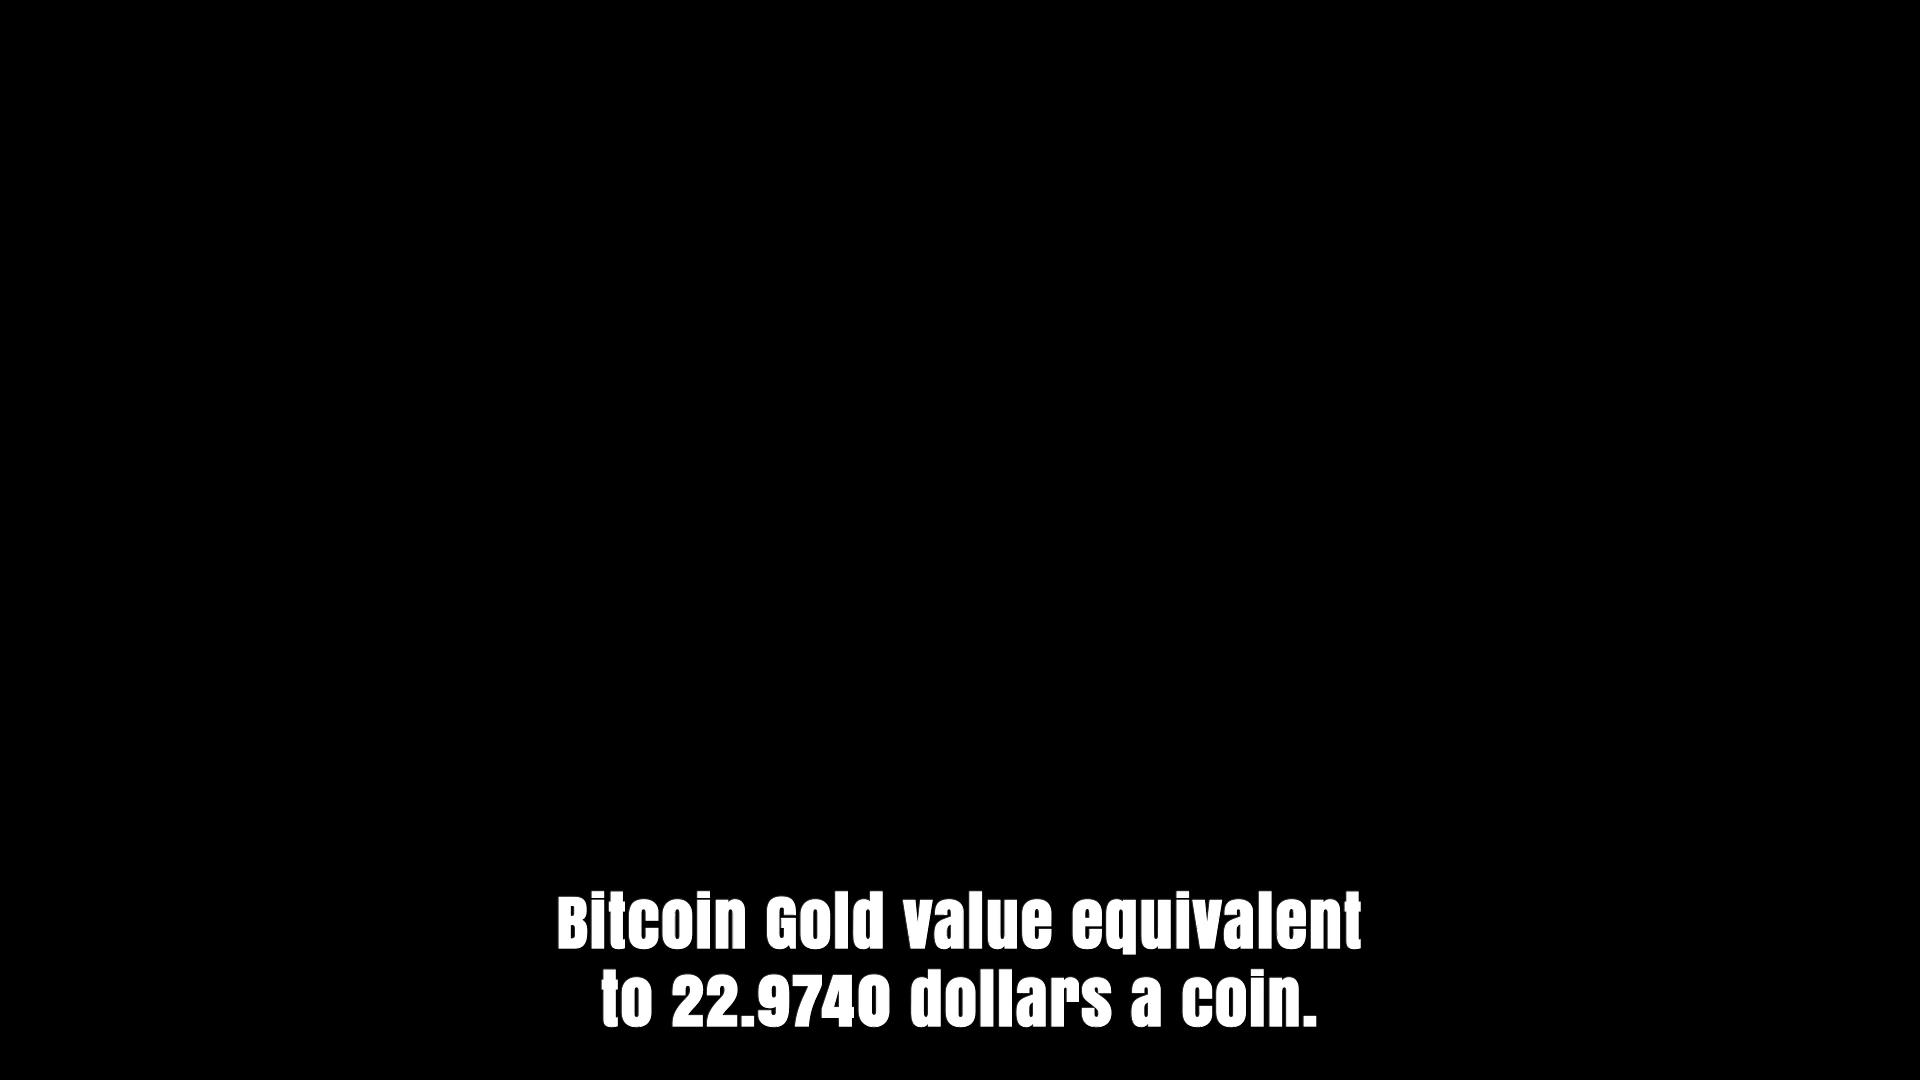 Bitcoin Gold value equivalent
to 22.9740 dollars a coin.